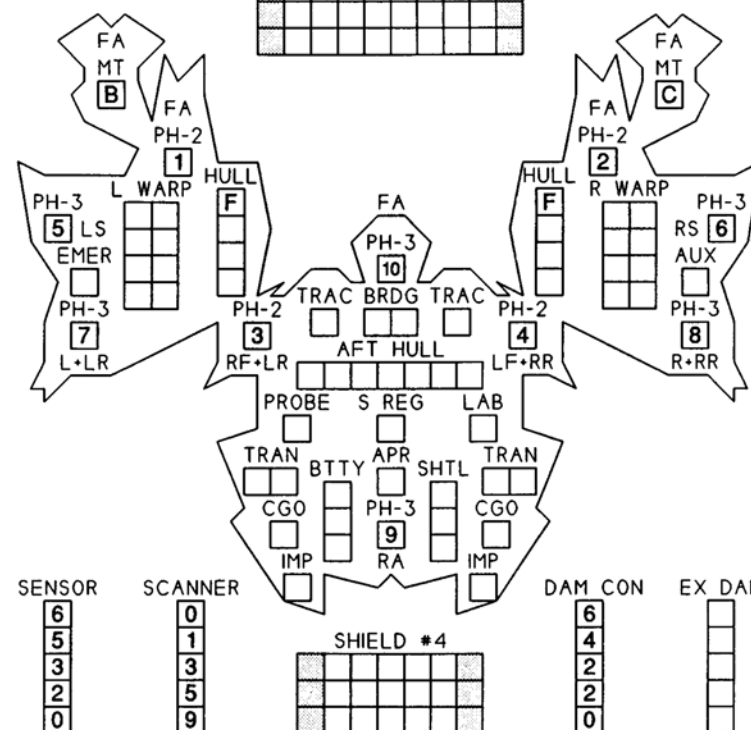 FA FA
MT MT
B C
FA FA
PH-2 PH-2
1 2
L WARP HULL HULL R WARP
PH-3 F FA F PH-3
5 LS RS 6
PH-3
EMER 10 AUX
TRAC BRDG TRAC
PH-3 PH-2 PH-2 PH-3
7 3 4 8
L+LR RF+LR AFT HULL LF+RR R+RR
PROBE S REG LAB
TRAN BTTY APR SHTL TRAN
CGO PH-3 CGO
9
IMP RA IMP
SENSOR SCANNER DAM CON
6 0 6
5 1 SHIELD #4 4
3 3 2
2 5 2
0 9 0